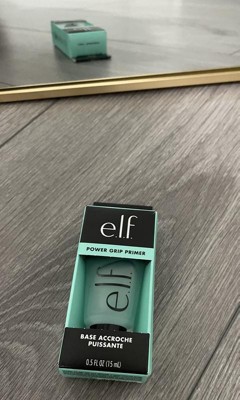 e.l.f.
POWER GRIP PRIMER
e.l.f.
BASE ACCROCHE
PUISSANTE
0.5 FL OZ (15 mL)